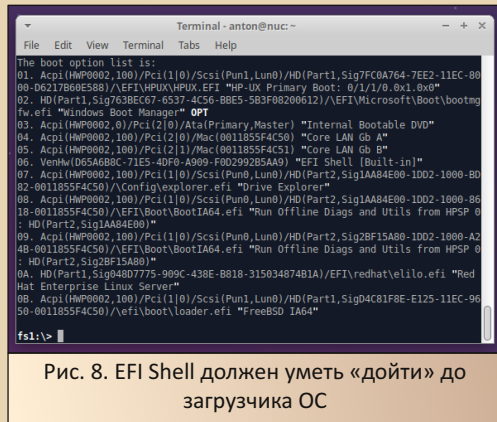 Terminal - anton@nuc: ~
File Edit View Terminal Tabs Help
The boot option list is:
01. Acpi(HWP0002,100)/Pci(1|0)/Scsi(Pun1,Lun0)/HD(Part1,Sig7FC0A764-7EE2-11EC-80
00-D6217B60E588)/\EFI\HPUX\HPUX.EFI "HP-UX Primary Boot: 0/1/1/0.0x1.0x0"
02. HD(Part1,Sig763BEC67-6537-4C56-BBE5-5B3F08200612)/\EFI\Microsoft\Boot\bootmg
fw.efi "Windows Boot Manager" OPT
03. Acpi(HWP0002,0)/Pci(2|0)/Ata(Primary,Master) "Internal Bootable DVD"
04. Acpi(HWP0002,100)/Pci(2|0)/Mac(0011855F4C50) "Core LAN Gb A"
05. Acpi(HWP0002,100)/Pci(2|1)/Mac(0011855F4C51) "Core LAN Gb B"
06. VenHw(D65A6B8C-71E5-4DF0-A909-F0D2992B5AA9) "EFI Shell [Built-in]"
07. Acpi(HWP0002,100)/Pci(1|0)/Scsi(Pun0,Lun0)/HD(Part2,Sig1AA84E00-1DD2-1000-BD
82-0011855F4C50)/\Config\explorer.efi "Drive Explorer"
08. Acpi(HWP0002,100)/Pci(1|0)/Scsi(Pun0,Lun0)/HD(Part2,Sig1AA84E00-1DD2-1000-86
18-0011855F4C50)/\EFI\Boot\BootIA64.efi "Run Offline Diags and Utils from HPSP 0
: HD(Part2,Sig1AA84E00)"
09. Acpi(HWP0002,100)/Pci(1|0)/Scsi(Pun0,Lun0)/HD(Part2,Sig2BF15A80-1DD2-1000-A2
4B-0011855F4C50)/\EFI\Boot\BootIA64.efi "Run Offline Diags and Utils from HPSP 0
: HD(Part2,Sig2BF15A80)"
0A. HD(Part1,Sig048D7775-909C-438E-B818-315034874B1A)/EFI\redhat\elilo.efi "Red
Hat Enterprise Linux Server"
0B. Acpi(HWP0002,100)/Pci(1|0)/Scsi(Pun1,Lun0)/HD(Part1,SigD4C81F8E-E125-11EC-96
50-0011855F4C50)/\efi\boot\loader.efi "FreeBSD IA64"
fs1:\>
Рис. 8. EFI Shell должен уметь «дойти» до
загрузчика ОС